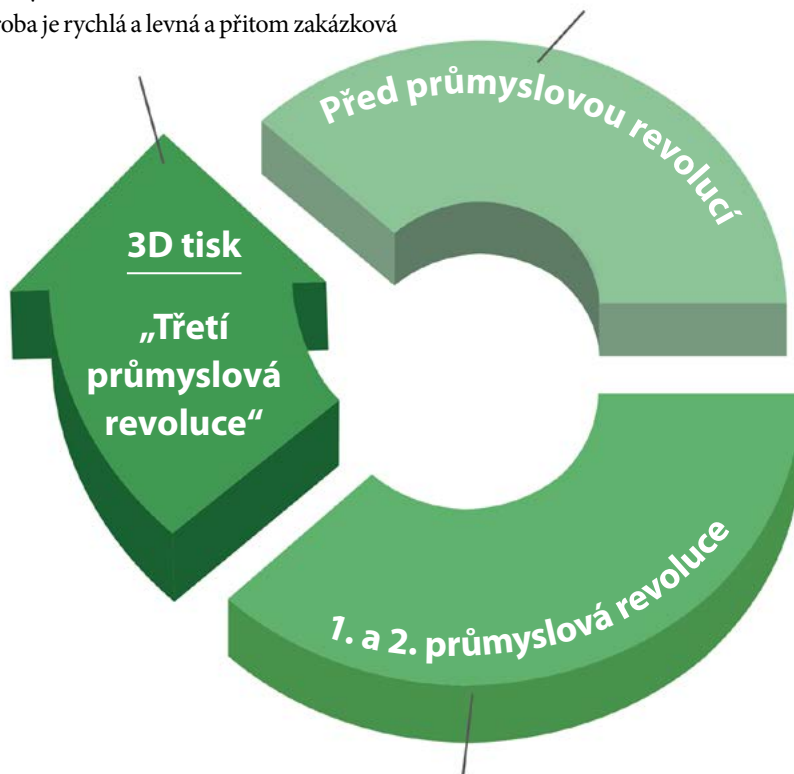 roba je rychlá a levná a přitom zakázková
Před průmyslovou revolucí
3D tisk
„Třetí
průmyslová
revoluce“
1. a 2. průmyslová revoluce